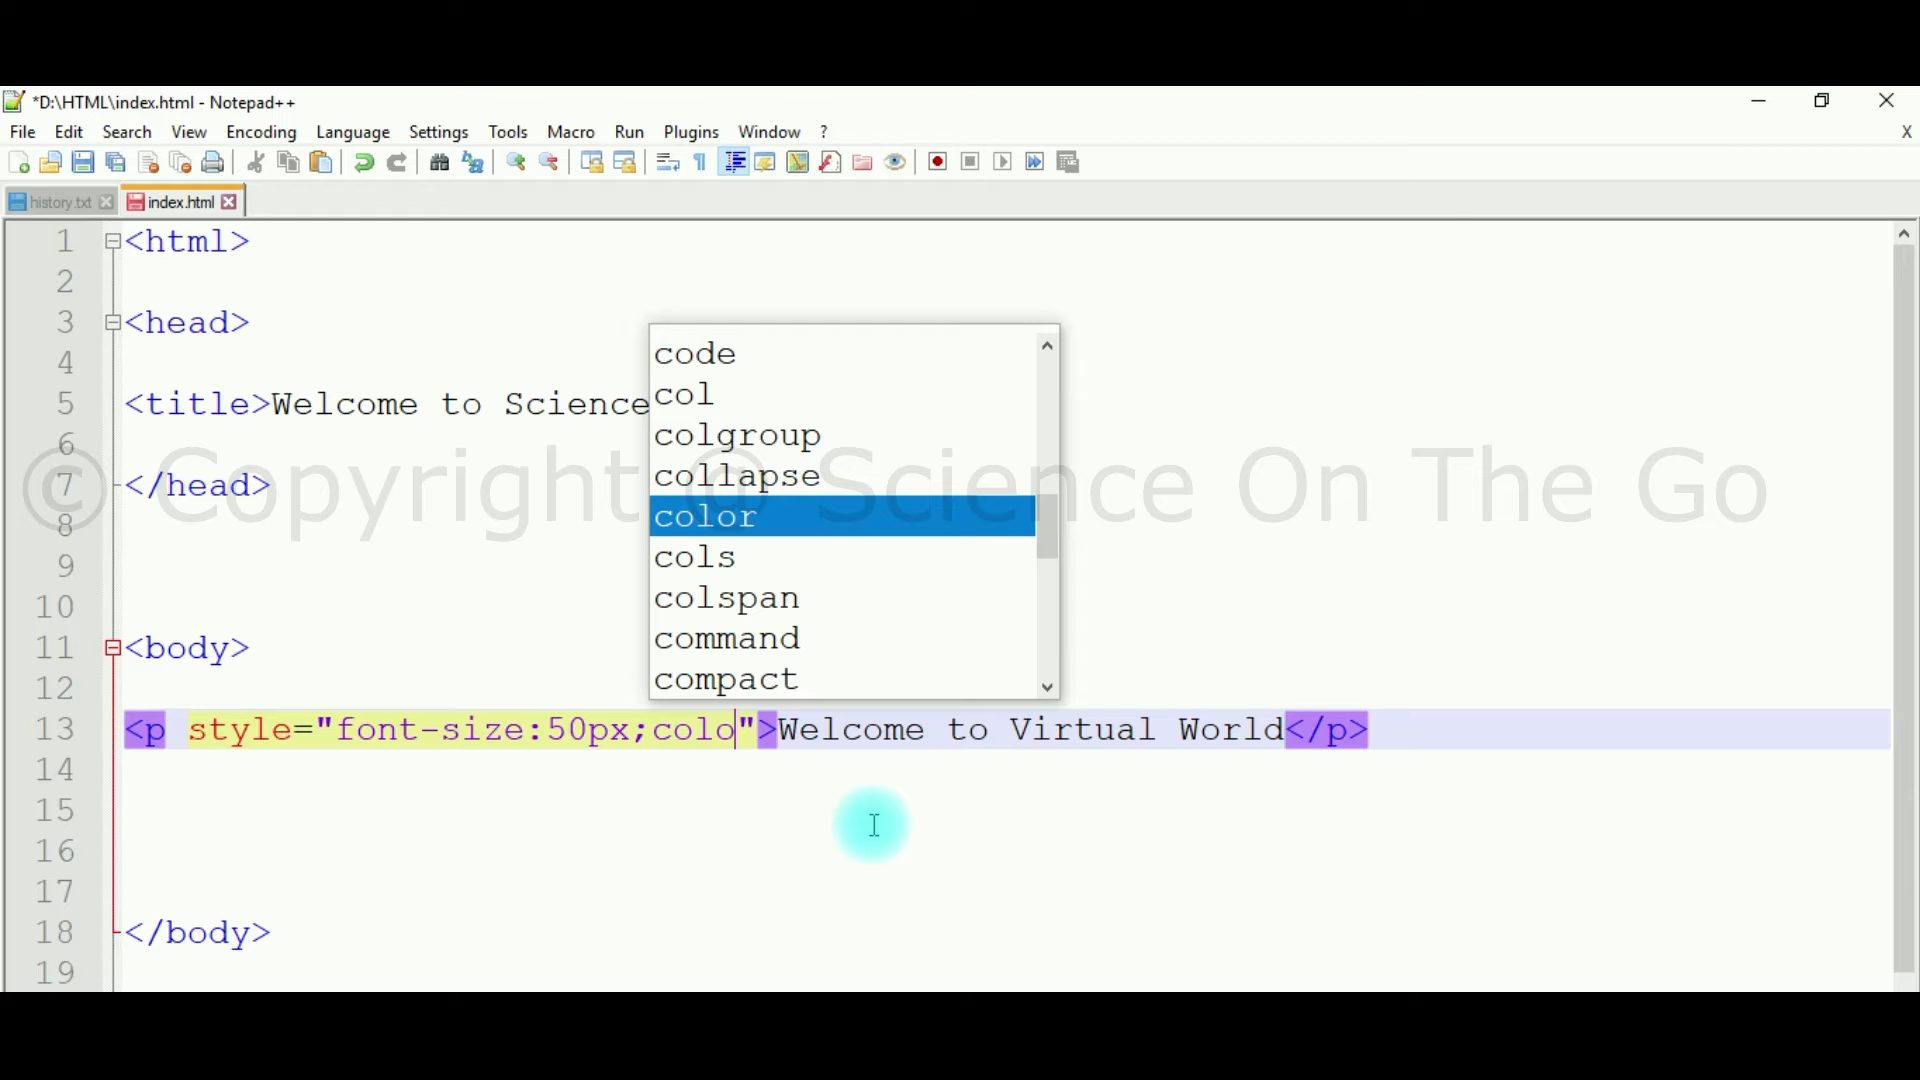 *D:\HTML\index.html - Notepad++
File Edit Search View Encoding Language Settings Tools Macro Run Plugins Window ? X
history.txt index.html
1 <html>
2
3 <head>
4
5 <title>Welcome to Science
6
7 </head>
8
9
10
11 <body>
12
13 <p style="font-size:50px;colo">Welcome to Virtual World</p>
14
15
16
17
18 </body>
19
code
col
colgroup
collapse
color
cols
colspan
command
compact
© Copyright © Science On The Go